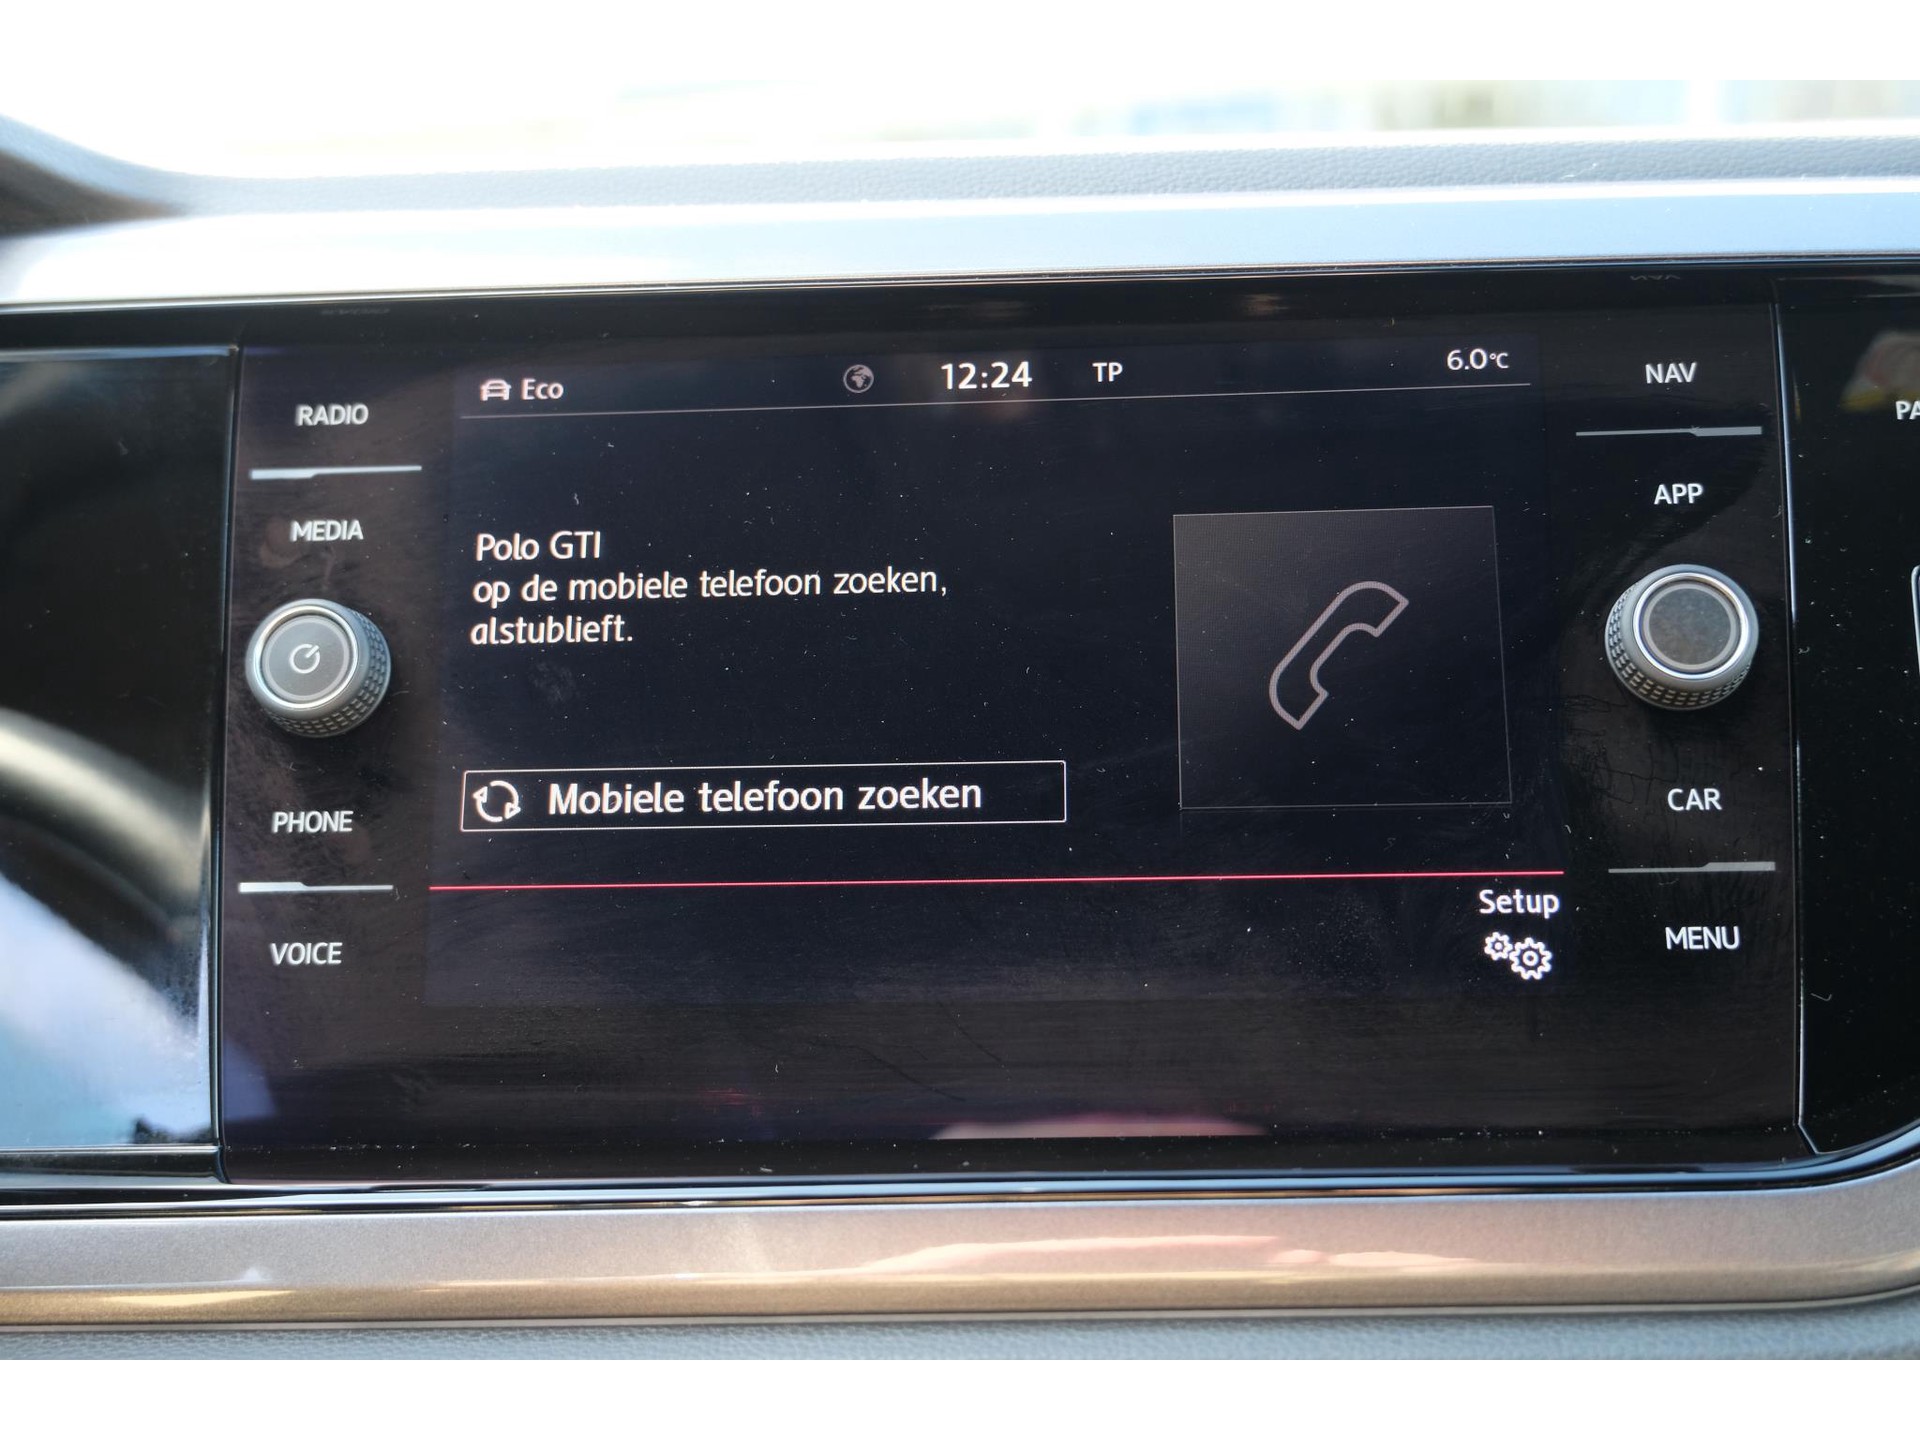 Eco 12:24 TP 6.0°C
RADIO
MEDIA
PHONE
VOICE
Polo GTI
op de mobiele telefoon zoeken,
alstublieft.
Mobiele telefoon zoeken
Setup
NAV
APP
CAR
MENU
PA